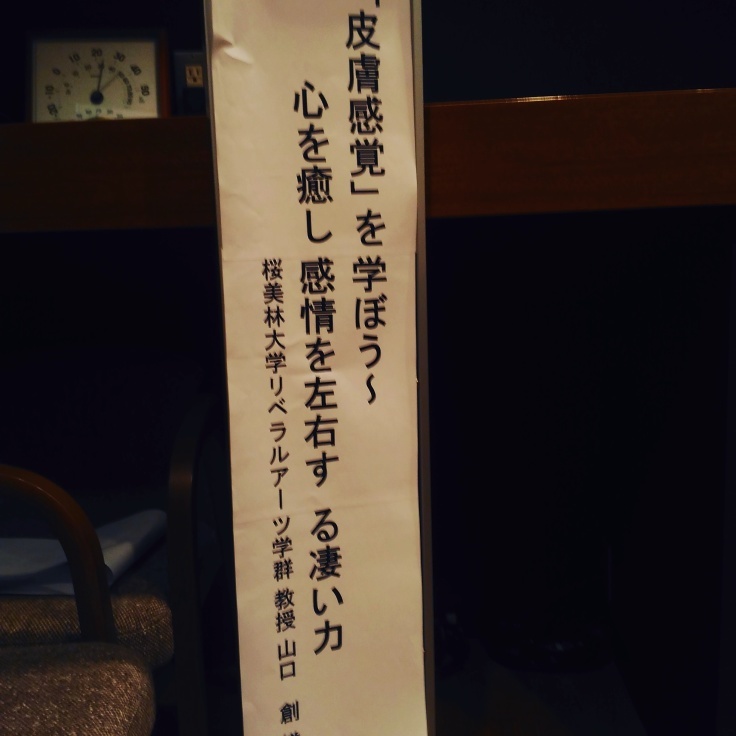 「皮膚感覚」を 学ぼう〜
心を癒し 感情を左右す る凄い力
桜美林大学リベラルアーツ学群 教授 山口 創